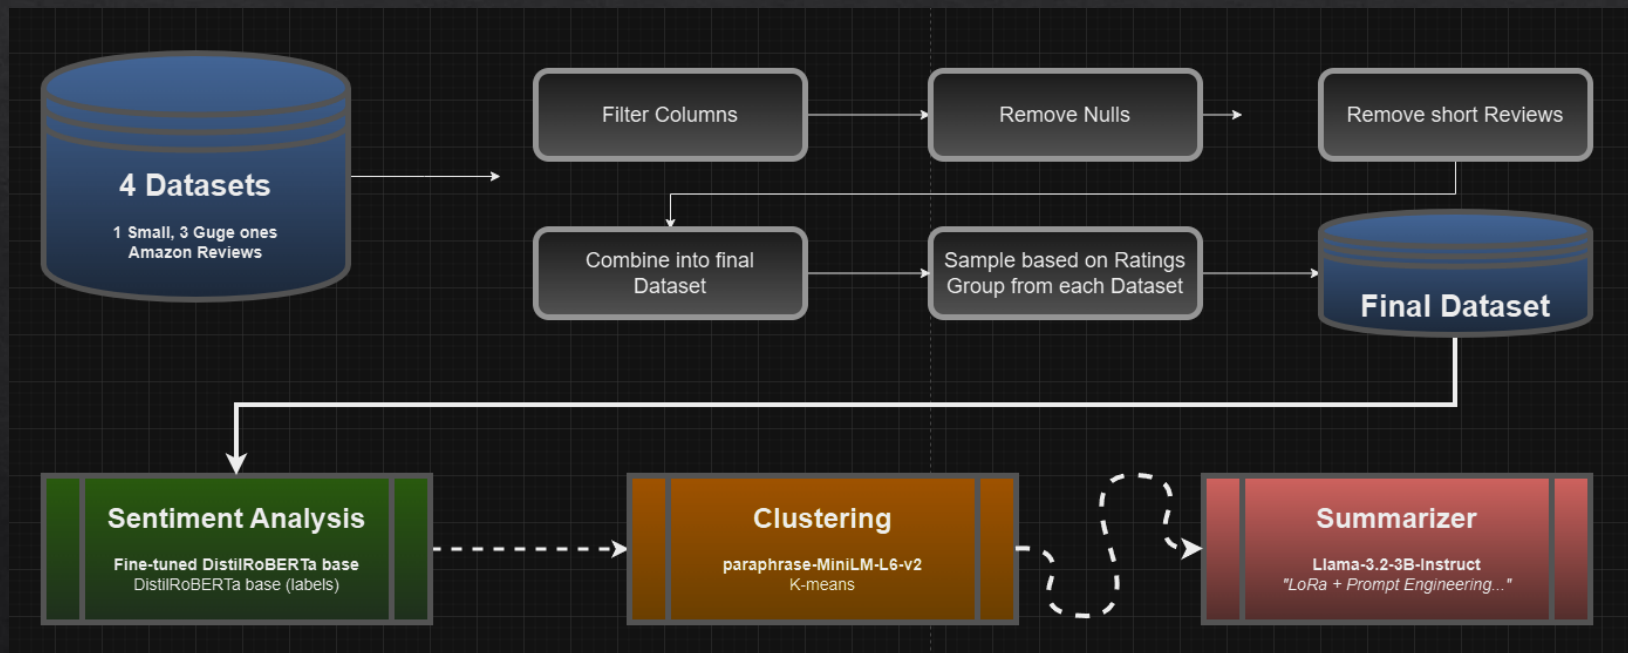 4 Datasets
1 Small, 3 Guge ones
Amazon Reviews
Filter Columns
Remove Nulls
Remove short Reviews
Combine into final
Dataset
Sample based on Ratings
Group from each Dataset
Final Dataset
Sentiment Analysis
Fine-tuned DistilRoBERTa base
DistilRoBERTa base (labels)
Clustering
paraphrase-MiniLM-L6-v2
K-means
Summarizer
Llama-3.2-3B-Instruct
"LoRa + Prompt Engineering..."